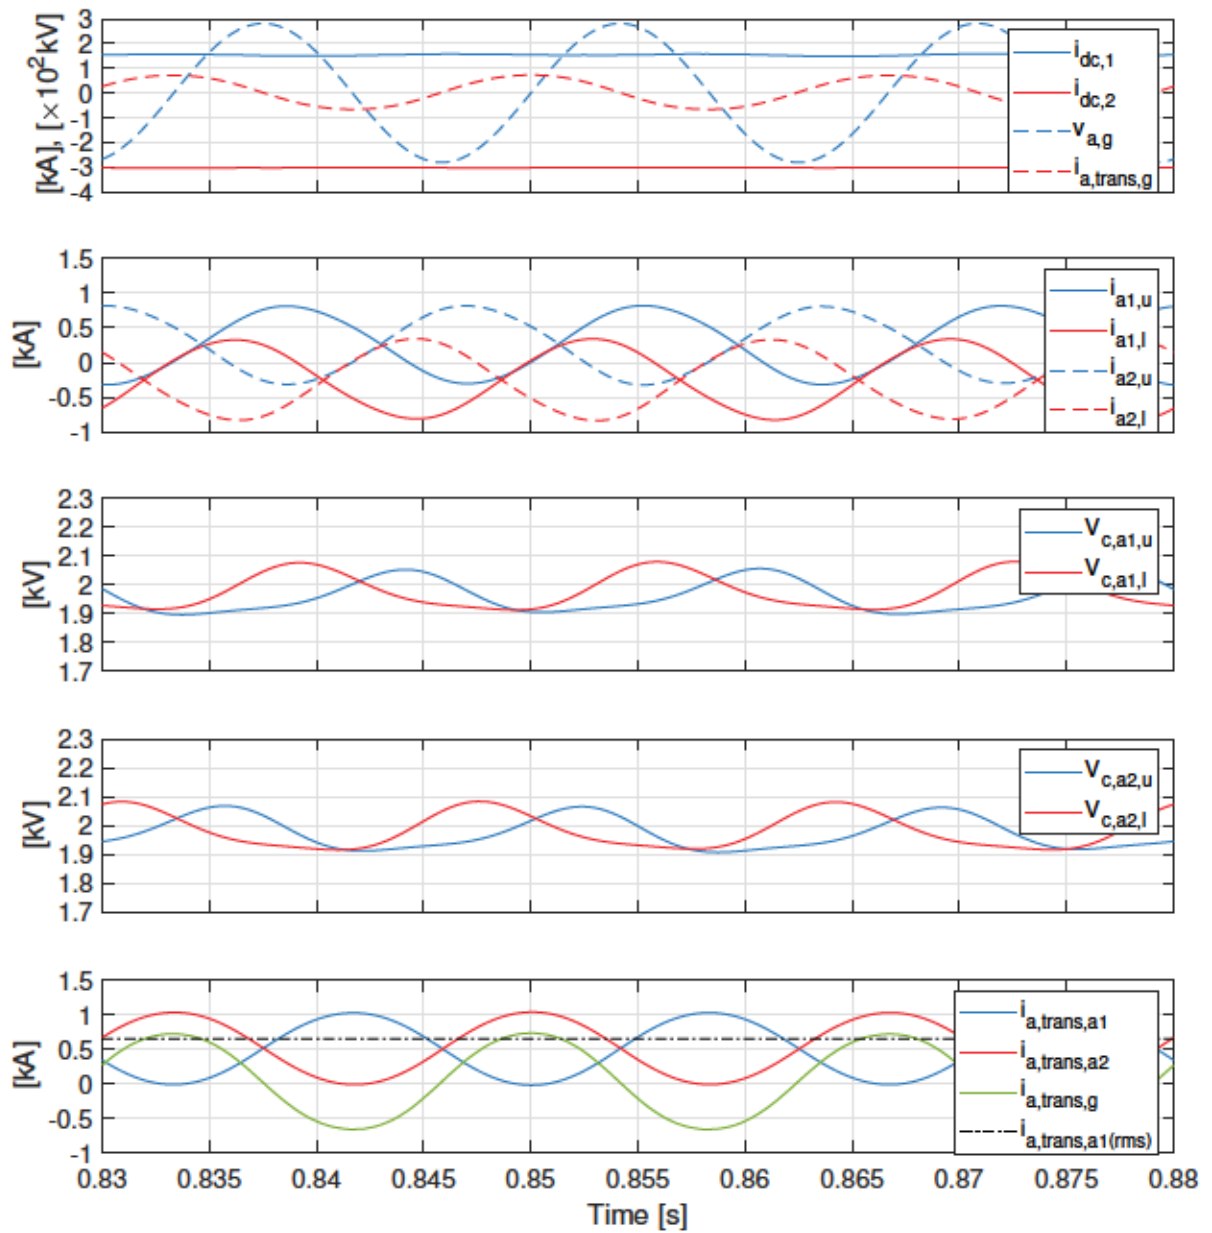 [kA], [×10²kV]
3
2
1
0
-1
-2
-3
-4
i_dc,1
i_dc,2
v_a,g
i_a,trans,g
[kA]
1.5
1
0.5
0
-0.5
-1
i_a1,u
i_a1,l
i_a2,u
i_a2,l
[kV]
2.3
2.2
2.1
2
1.9
1.8
1.7
V_c,a1,u
V_c,a1,l
[kV]
2.3
2.2
2.1
2
1.9
1.8
1.7
V_c,a2,u
V_c,a2,l
[kA]
1.5
1
0.5
0
-0.5
-1
i_a,trans,a1
i_a,trans,a2
i_a,trans,g
i_a,trans,a1(rms)
0.83 0.835 0.84 0.845 0.85 0.855 0.86 0.865 0.87 0.875 0.88
Time [s]